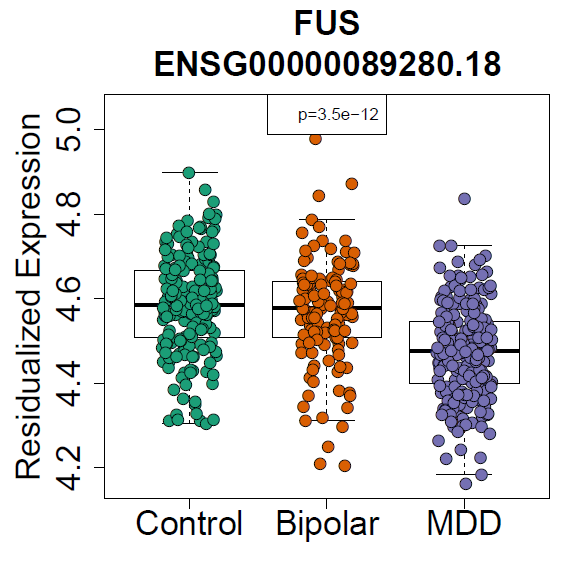 FUS
ENSG00000089280.18
p=3.5e−12
Residualized Expression
5.0
4.8
4.6
4.4
4.2
Control Bipolar MDD